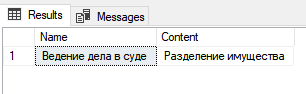 Results Messages
Name Content
1 Ведение дела в суде Разделение имущества